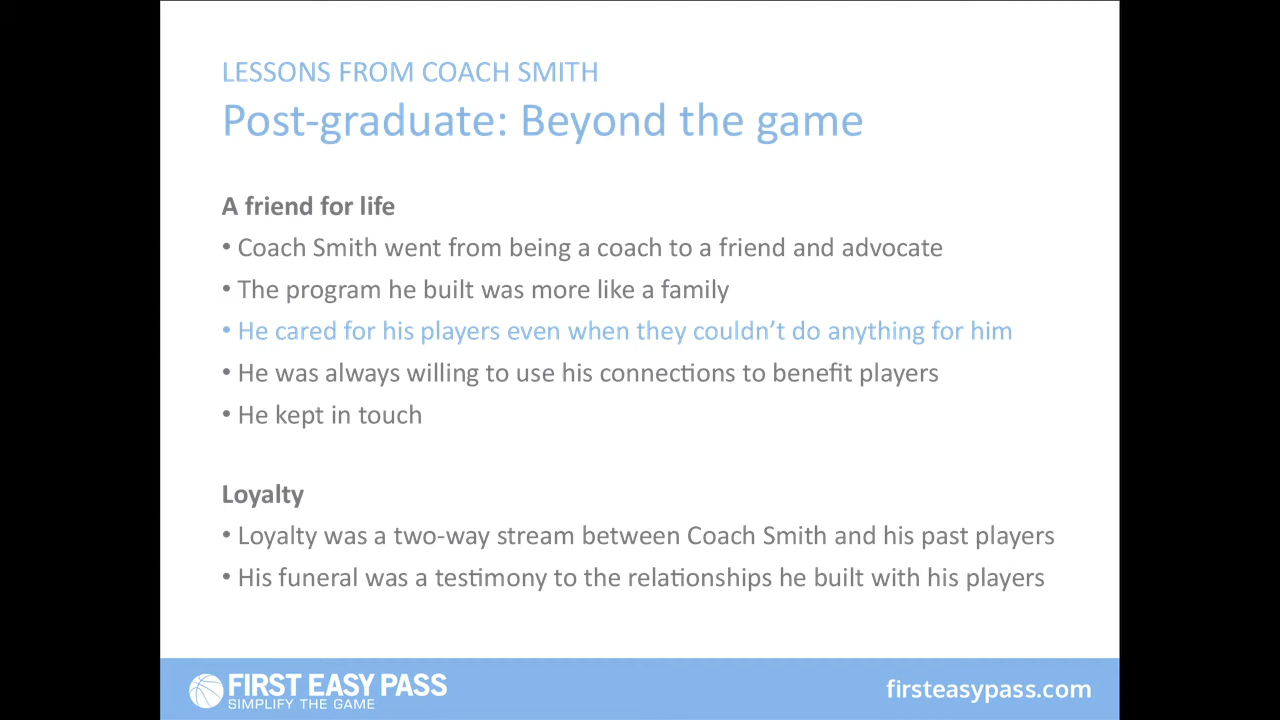 LESSONS FROM COACH SMITH
Post-graduate: Beyond the game
A friend for life
• Coach Smith went from being a coach to a friend and advocate
• The program he built was more like a family
• He cared for his players even when they couldn’t do anything for him
• He was always willing to use his connections to benefit players
• He kept in touch
Loyalty
• Loyalty was a two-way stream between Coach Smith and his past players
• His funeral was a testimony to the relationships he built with his players
FIRST EASY PASS
SIMPLIFY THE GAME
firsteasypass.com